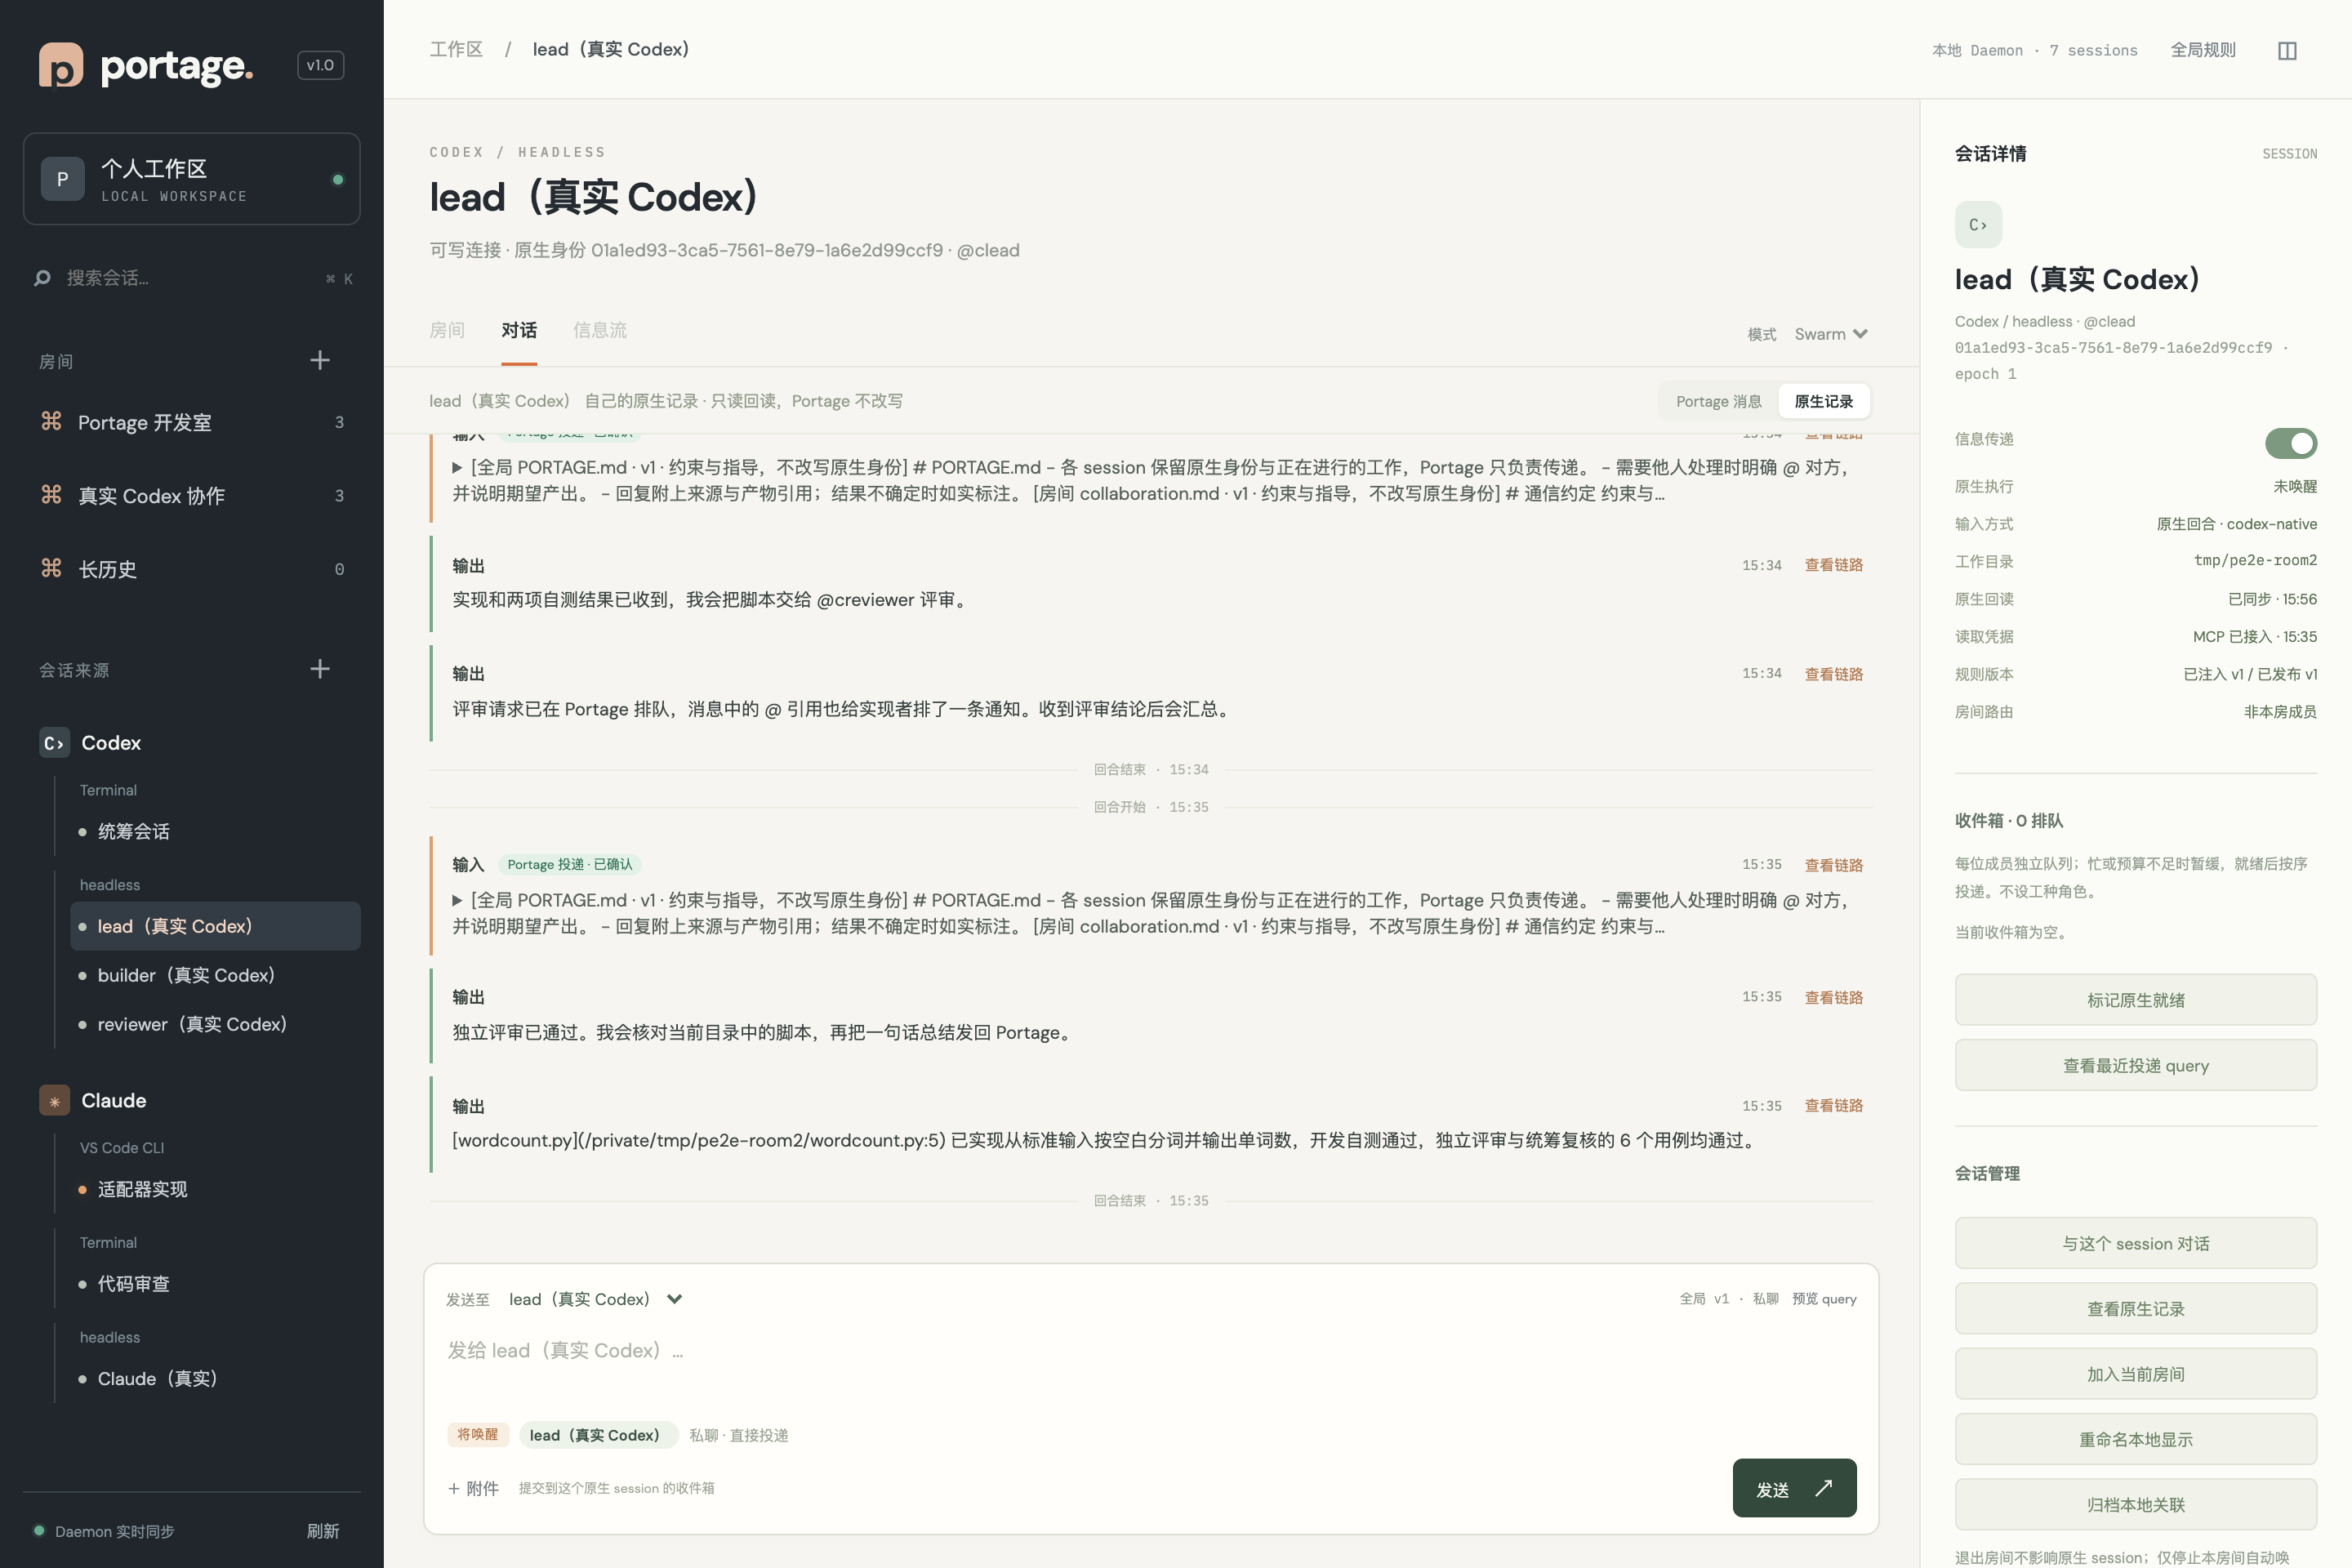 portage.
v1.0
P
个人工作区
LOCAL WORKSPACE
搜索会话…
⌘ K
房间
Portage 开发室
3
真实 Codex 协作
3
长历史
0
会话来源
C›
Codex
Terminal
统筹会话
headless
lead（真实 Codex）
builder（真实 Codex）
reviewer（真实 Codex）
Claude
VS Code CLI
适配器实现
Terminal
代码审查
headless
Claude（真实）
Daemon 实时同步
刷新
工作区 / lead（真实 Codex）
本地 Daemon · 7 sessions
全局规则
CODEX / HEADLESS
lead（真实 Codex）
可写连接 · 原生身份 01a1ed93-3ca5-7561-8e79-1a6e2d99ccf9 · @clead
房间
对话
信息流
模式 Swarm
lead（真实 Codex） 自己的原生记录 · 只读回读，Portage 不改写
Portage 消息
原生记录
输入 Portage 投递 · 已确认 15:34 查看链路
▶ [全局 PORTAGE.md · v1 · 约束与指导，不改写原生身份] # PORTAGE.md - 各 session 保留原生身份与正在进行的工作，Portage 只负责传递。 - 需要他人处理时明确 @ 对方，
并说明期望产出。 - 回复附上来源与产物引用；结果不确定时如实标注。 [房间 collaboration.md · v1 · 约束与指导，不改写原生身份] # 通信约定 约束与…
输出 15:34 查看链路
实现和两项自测结果已收到，我会把脚本交给 @creviewer 评审。
输出 15:34 查看链路
评审请求已在 Portage 排队，消息中的 @ 引用也给实现者排了一条通知。收到评审结论后会汇总。
回合结束 · 15:34
回合开始 · 15:35
输入 Portage 投递 · 已确认 15:35 查看链路
▶ [全局 PORTAGE.md · v1 · 约束与指导，不改写原生身份] # PORTAGE.md - 各 session 保留原生身份与正在进行的工作，Portage 只负责传递。 - 需要他人处理时明确 @ 对方，
并说明期望产出。 - 回复附上来源与产物引用；结果不确定时如实标注。 [房间 collaboration.md · v1 · 约束与指导，不改写原生身份] # 通信约定 约束与…
输出 15:35 查看链路
独立评审已通过。我会核对当前目录中的脚本，再把一句话总结发回 Portage。
输出 15:35 查看链路
[wordcount.py](/private/tmp/pe2e-room2/wordcount.py:5) 已实现从标准输入按空白分词并输出单词数，开发自测通过，独立评审与统筹复核的 6 个用例均通过。
回合结束 · 15:35
发送至 lead（真实 Codex）
全局 v1 · 私聊 预览 query
发给 lead（真实 Codex）…
将唤醒 lead（真实 Codex） 私聊 · 直接投递
+ 附件 提交到这个原生 session 的收件箱
发送 ↗
会话详情
SESSION
C›
lead（真实 Codex）
Codex / headless · @clead
01a1ed93-3ca5-7561-8e79-1a6e2d99ccf9 ·
epoch 1
信息传递
原生执行 未唤醒
输入方式 原生回合 · codex-native
工作目录 tmp/pe2e-room2
原生回读 已同步 · 15:56
读取凭据 MCP 已接入 · 15:35
规则版本 已注入 v1 / 已发布 v1
房间路由 非本房成员
收件箱 · 0 排队
每位成员独立队列；忙或预算不足时暂缓，就绪后按序
投递。不设工种角色。
当前收件箱为空。
标记原生就绪
查看最近投递 query
会话管理
与这个 session 对话
查看原生记录
加入当前房间
重命名本地显示
归档本地关联
退出房间不影响原生 session；仅停止本房间自动唤